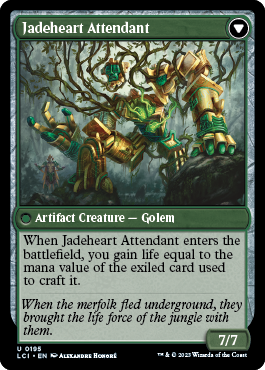 Jadeheart Attendant
Artifact Creature — Golem
When Jadeheart Attendant enters the
battlefield, you gain life equal to the
mana value of the exiled card used
to craft it.
When the merfolk fled underground, they
brought the life force of the jungle with
them.
7/7
U 0195
LCI • EN Alexandre Honoré
™ & © 2023 Wizards of the Coast